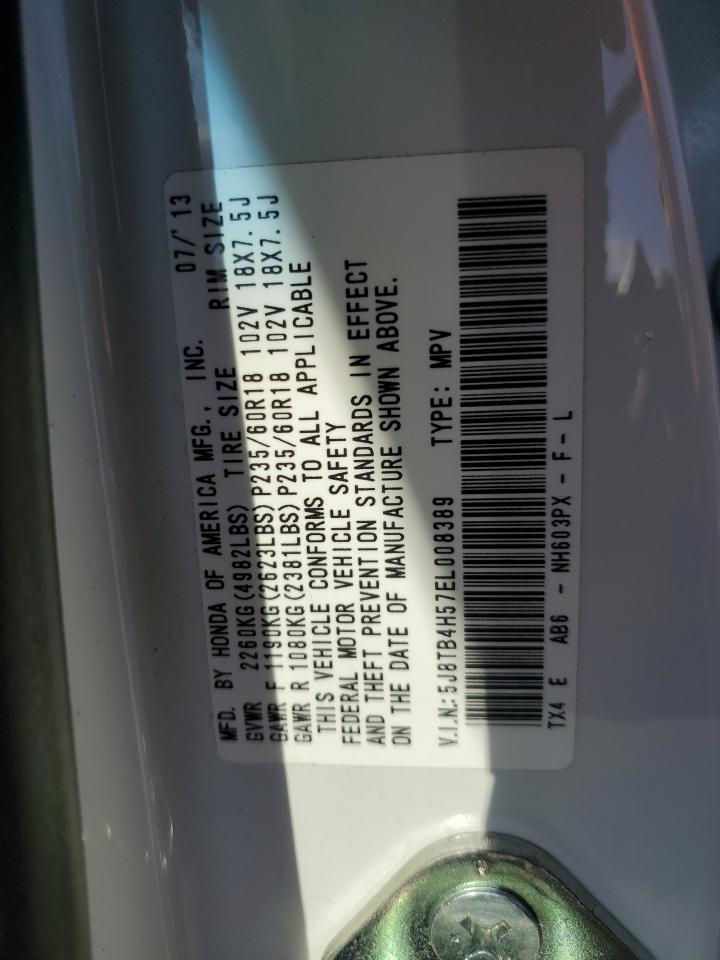 MFD. BY HONDA OF AMERICA MFG., INC. 07/'13
GVWR 2260KG(4982LBS) TIRE SIZE RIM SIZE
GAWR F 1190KG(2623LBS)P235/60R18 102V 18X7.5J
GAWR R 1080KG(2381LBS)P235/60R18 102V 18X7.5J
THIS VEHICLE CONFORMS TO ALL APPLICABLE
FEDERAL MOTOR VEHICLE SAFETY
AND THEFT PREVENTION STANDARDS IN EFFECT
ON THE DATE OF MANUFACTURE SHOWN ABOVE.
V.I.N.:5J8TB4H57EL008389 TYPE: MPV
TX4 E AB6 - NH603PX - F - L